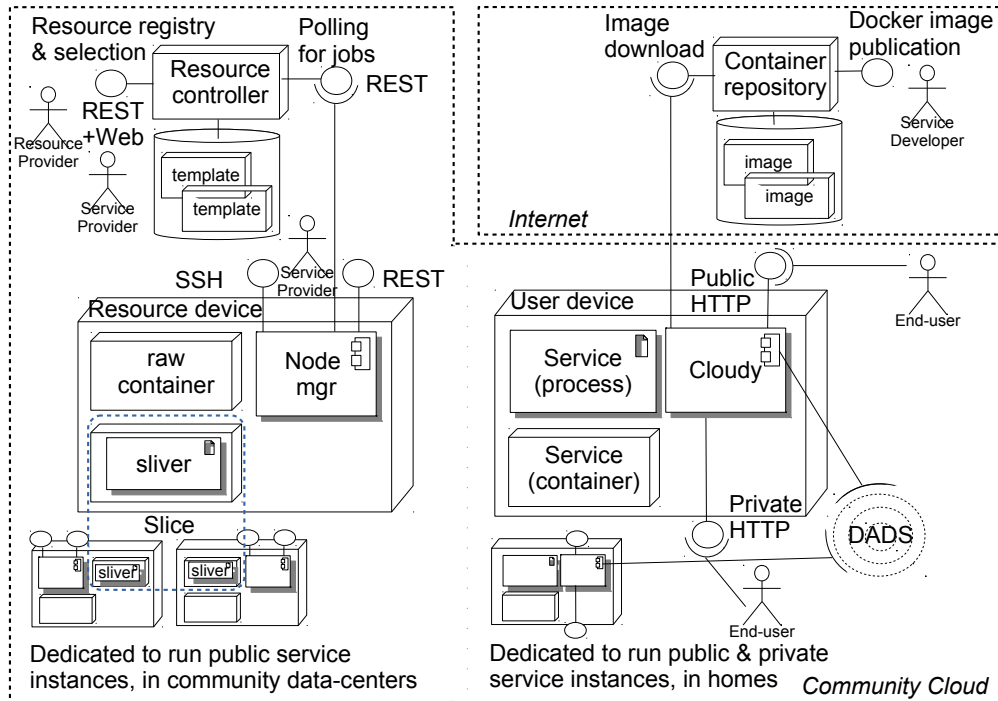 Resource registry
& selection
Polling
for jobs
Resource
controller
REST
REST
+Web
Resource
Provider
Service
Provider
template
template
Image
download
Docker image
publication
Container
repository
Service
Developer
image
image
Internet
SSH
Service
Provider
REST
Resource device
raw
container
Node
mgr
sliver
Slice
sliver
sliver
Dedicated to run public service
instances, in community data-centers
Public
HTTP
End-user
User device
Service
(process)
Cloudy
Service
(container)
Private
HTTP
DADS
End-user
Dedicated to run public & private
service instances, in homes
Community Cloud